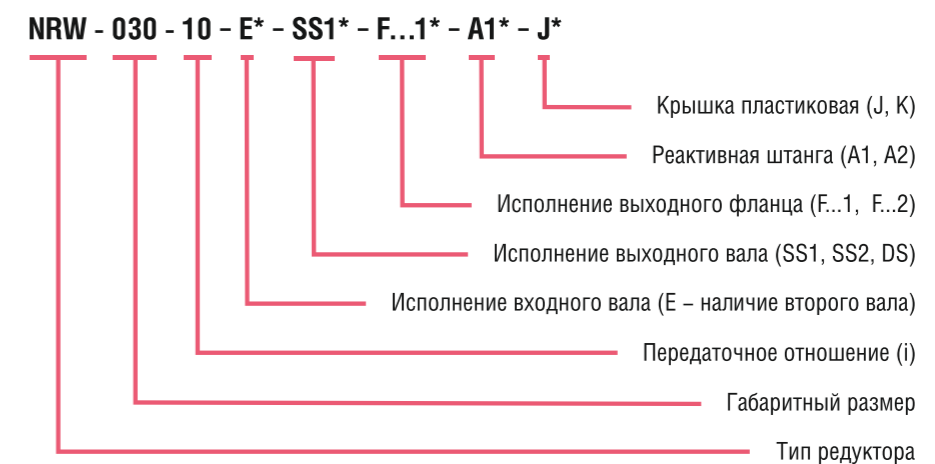 NRW - 030 - 10 – E* – SS1* – F...1* – A1* – J*
Крышка пластиковая (J, K)
Реактивная штанга (A1, A2)
Исполнение выходного фланца (F...1, F...2)
Исполнение выходного вала (SS1, SS2, DS)
Исполнение входного вала (E – наличие второго вала)
Передаточное отношение (i)
Габаритный размер
Тип редуктора